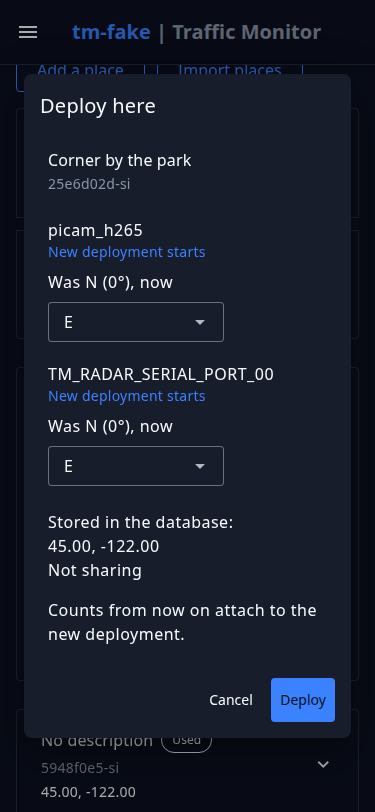 tm-fake | Traffic Monitor
Add a place
Import places
Deploy here
Corner by the park
25e6d02d-si
picam_h265
New deployment starts
Was N (0°), now
E
TM_RADAR_SERIAL_PORT_00
New deployment starts
Was N (0°), now
E
Stored in the database:
45.00, -122.00
Not sharing
Counts from now on attach to the
new deployment.
Cancel
Deploy
No description
Used
5948f0e5-si
45.00, -122.00